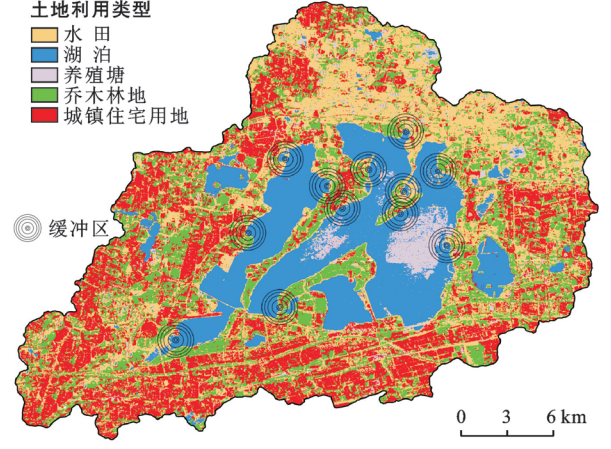 土地利用类型
水 田
湖 泊
养殖塘
乔木林地
城镇住宅用地
缓冲区
0 3 6 km